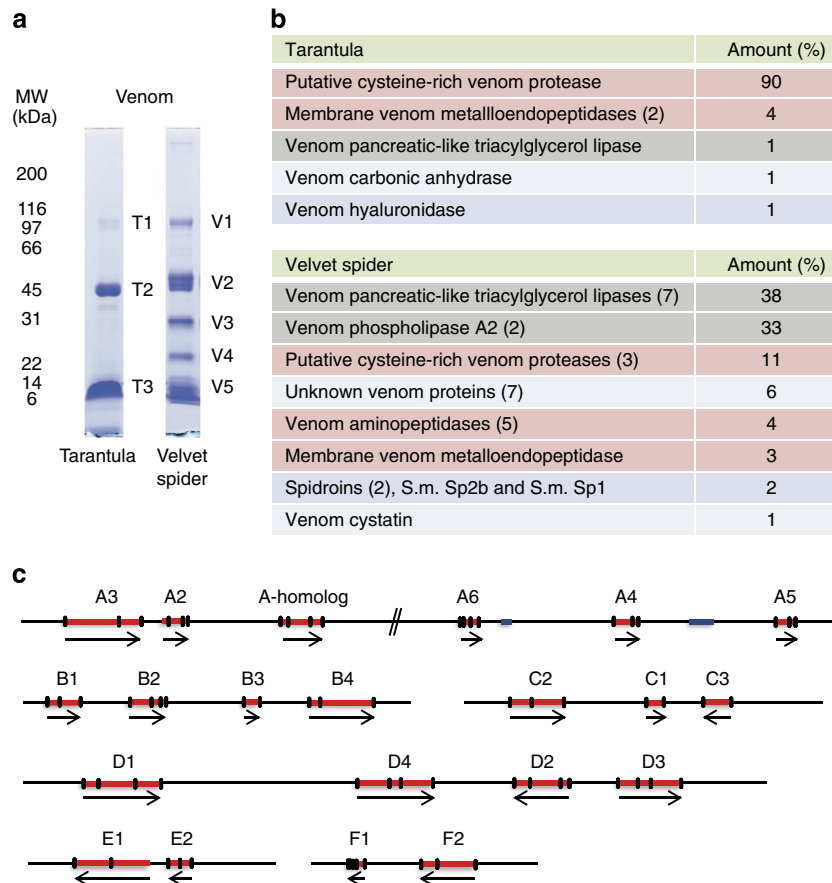 a
MW
(kDa)
Venom
200
116
97
66
45
31
22
14
6
T1
T2
T3
V1
V2
V3
V4
V5
Tarantula
Velvet
spider
b
Tarantula Amount (%)
Putative cysteine-rich venom protease 90
Membrane venom metallloendopeptidases (2) 4
Venom pancreatic-like triacylglycerol lipase 1
Venom carbonic anhydrase 1
Venom hyaluronidase 1
Velvet spider Amount (%)
Venom pancreatic-like triacylglycerol lipases (7) 38
Venom phospholipase A2 (2) 33
Putative cysteine-rich venom proteases (3) 11
Unknown venom proteins (7) 6
Venom aminopeptidases (5) 4
Membrane venom metalloendopeptidase 3
Spidroins (2), S.m. Sp2b and S.m. Sp1 2
Venom cystatin 1
c
A3 A2 A-homolog // A6 A4 A5
B1 B2 B3 B4 C2 C1 C3
D1 D4 D2 D3
E1 E2 F1 F2